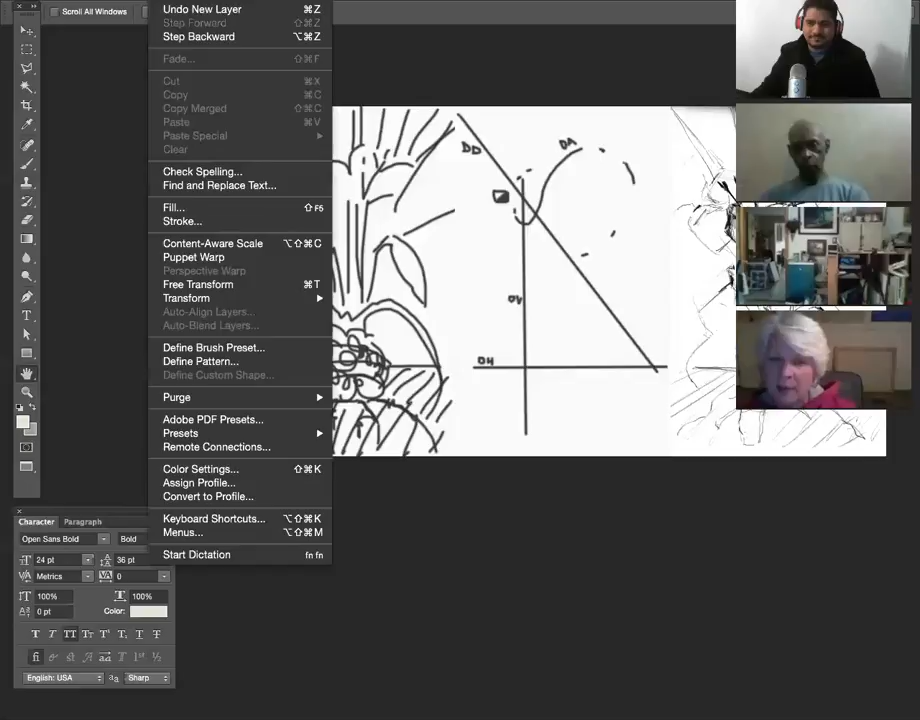 Scroll All Windows
Undo New Layer ⌘Z
Step Forward ⇧⌘Z
Step Backward ⌥⌘Z
Fade... ⇧⌘F
Cut ⌘X
Copy ⌘C
Copy Merged ⇧⌘C
Paste ⌘V
Paste Special
Clear
Check Spelling...
Find and Replace Text...
Fill... ⇧F5
Stroke...
Content-Aware Scale ⌥⇧⌘C
Puppet Warp
Perspective Warp
Free Transform ⌘T
Transform
Auto-Align Layers...
Auto-Blend Layers...
Define Brush Preset...
Define Pattern...
Define Custom Shape...
Purge
Adobe PDF Presets...
Presets
Remote Connections...
Color Settings... ⇧⌘K
Assign Profile...
Convert to Profile...
Keyboard Shortcuts... ⌥⇧⌘K
Menus... ⌥⇧⌘M
Start Dictation fn fn
DD
DA
DV
DH
Character Paragraph
Open Sans Bold Bold
24 pt 36 pt
Metrics 0
100% 100%
0 pt Color:
English: USA Sharp